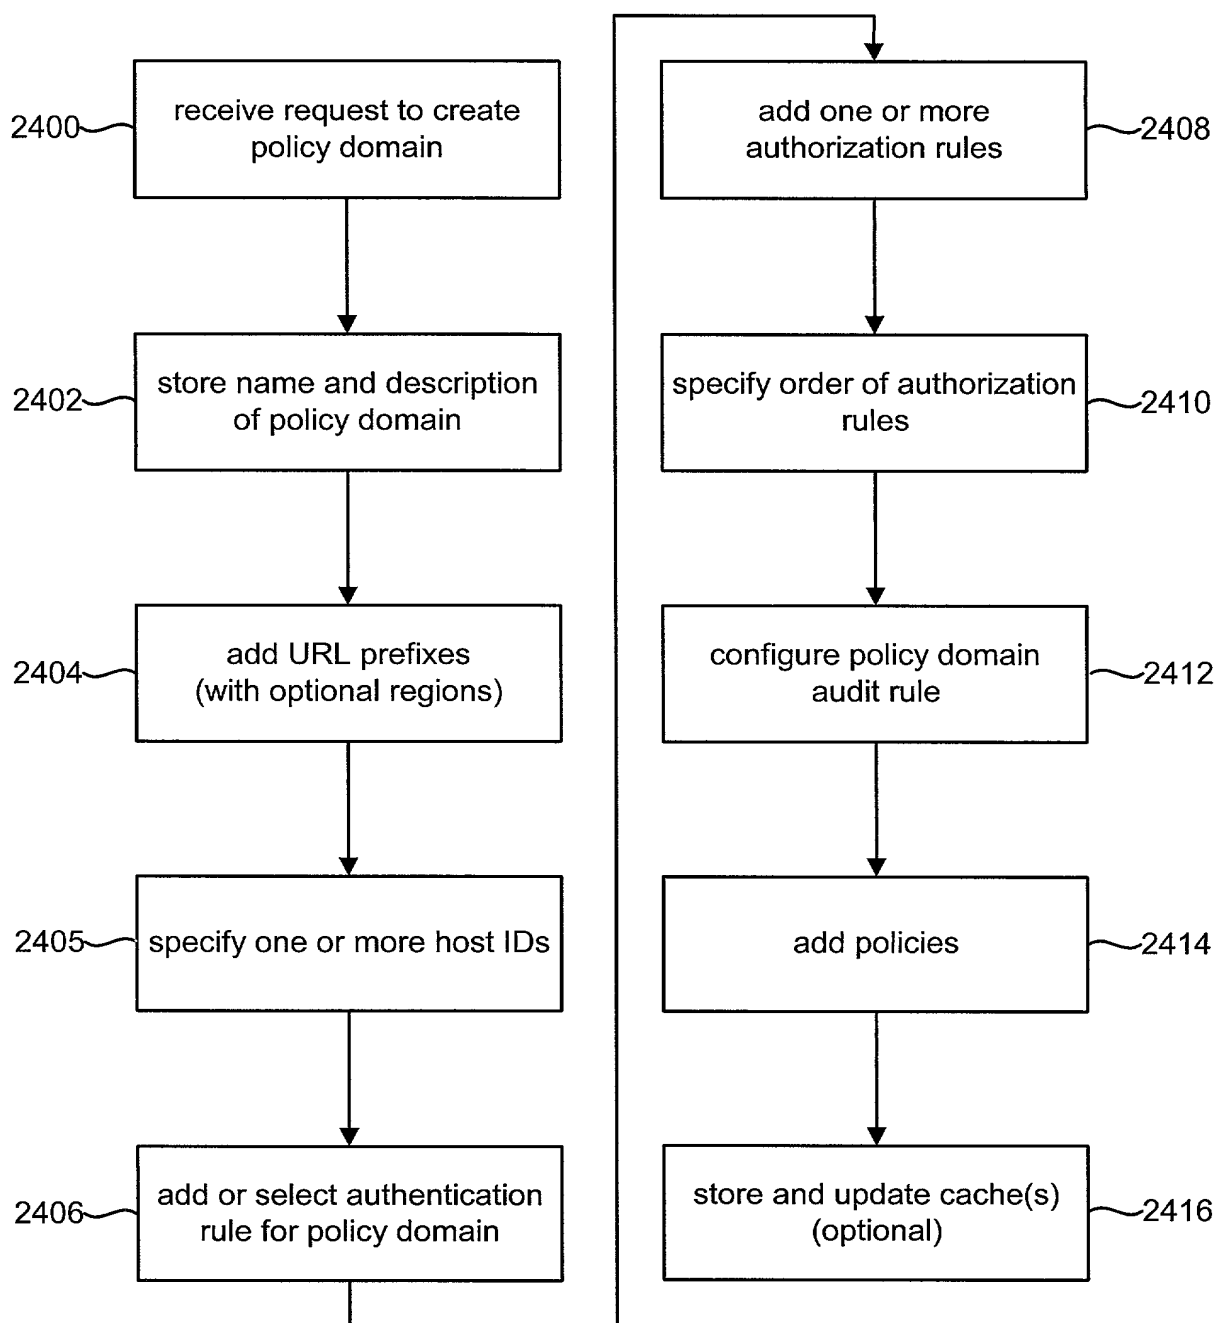 2400
receive request to create
policy domain
2402
store name and description
of policy domain
2404
add URL prefixes
(with optional regions)
2405
specify one or more host IDs
2406
add or select authentication
rule for policy domain
add one or more
authorization rules
2408
specify order of authorization
rules
2410
configure policy domain
audit rule
2412
add policies
2414
store and update cache(s)
(optional)
2416